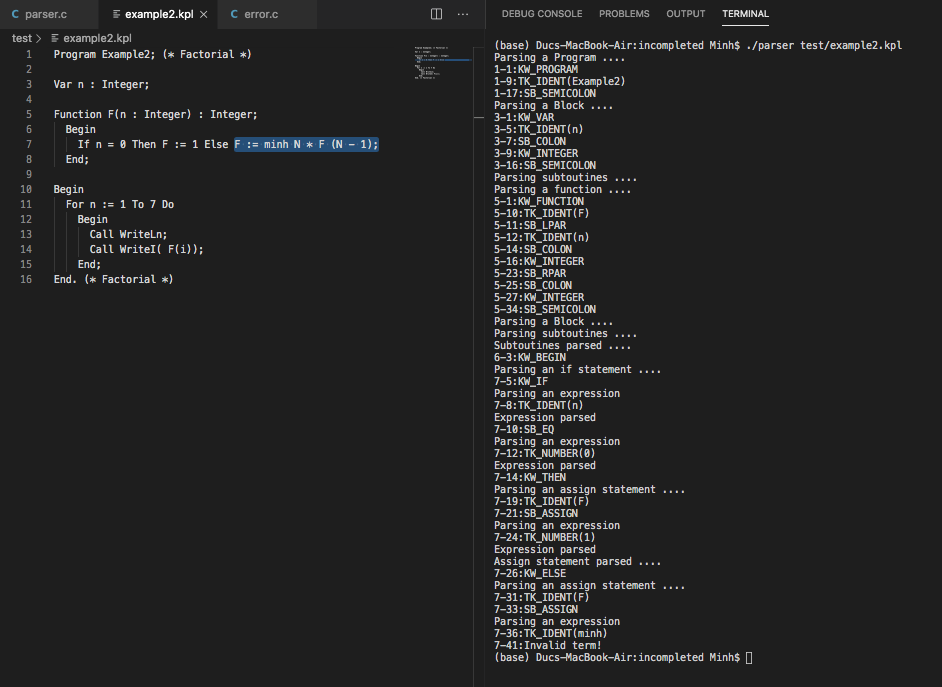 C parser.c
example2.kpl
C error.c
test > example2.kpl
1 Program Example2; (* Factorial *)
2
3 Var n : Integer;
4
5 Function F(n : Integer) : Integer;
6 Begin
7 If n = 0 Then F := 1 Else F := minh N * F (N - 1);
8 End;
9
10 Begin
11 For n := 1 To 7 Do
12 Begin
13 Call WriteLn;
14 Call WriteI( F(i));
15 End;
16 End. (* Factorial *)
DEBUG CONSOLE PROBLEMS OUTPUT TERMINAL
(base) Ducs-MacBook-Air:incompleted Minh$ ./parser test/example2.kpl
Parsing a Program ....
1-1:KW_PROGRAM
1-9:TK_IDENT(Example2)
1-17:SB_SEMICOLON
Parsing a Block ....
3-1:KW_VAR
3-5:TK_IDENT(n)
3-7:SB_COLON
3-9:KW_INTEGER
3-16:SB_SEMICOLON
Parsing subtoutines ....
Parsing a function ....
5-1:KW_FUNCTION
5-10:TK_IDENT(F)
5-11:SB_LPAR
5-12:TK_IDENT(n)
5-14:SB_COLON
5-16:KW_INTEGER
5-23:SB_RPAR
5-25:SB_COLON
5-27:KW_INTEGER
5-34:SB_SEMICOLON
Parsing a Block ....
Parsing subtoutines ....
Subtoutines parsed ....
6-3:KW_BEGIN
Parsing an if statement ....
7-5:KW_IF
Parsing an expression
7-8:TK_IDENT(n)
Expression parsed
7-10:SB_EQ
Parsing an expression
7-12:TK_NUMBER(0)
Expression parsed
7-14:KW_THEN
Parsing an assign statement ....
7-19:TK_IDENT(F)
7-21:SB_ASSIGN
Parsing an expression
7-24:TK_NUMBER(1)
Expression parsed
Assign statement parsed ....
7-26:KW_ELSE
Parsing an assign statement ....
7-31:TK_IDENT(F)
7-33:SB_ASSIGN
Parsing an expression
7-36:TK_IDENT(minh)
7-41:Invalid term!
(base) Ducs-MacBook-Air:incompleted Minh$